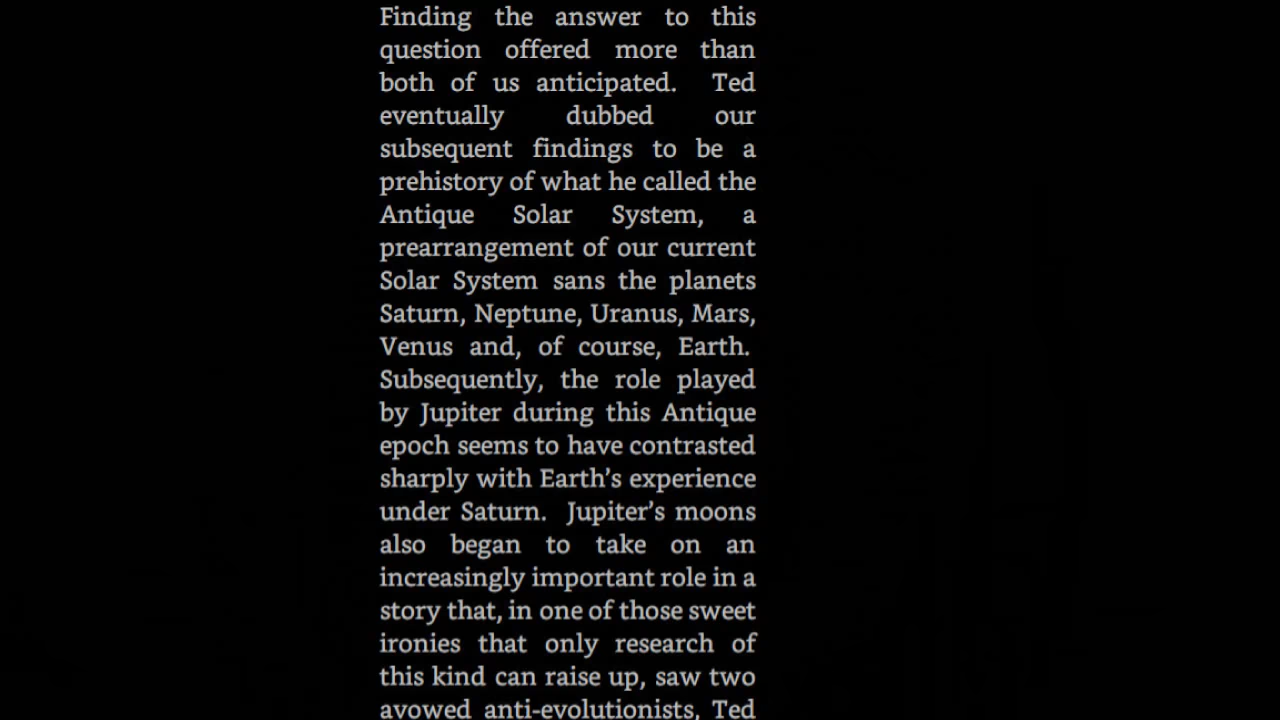 Finding the answer to this
question offered more than
both of us anticipated. Ted
eventually dubbed our
subsequent findings to be a
prehistory of what he called the
Antique Solar System, a
prearrangement of our current
Solar System sans the planets
Saturn, Neptune, Uranus, Mars,
Venus and, of course, Earth.
Subsequently, the role played
by Jupiter during this Antique
epoch seems to have contrasted
sharply with Earth’s experience
under Saturn. Jupiter’s moons
also began to take on an
increasingly important role in a
story that, in one of those sweet
ironies that only research of
this kind can raise up, saw two
avowed anti-evolutionists, Ted